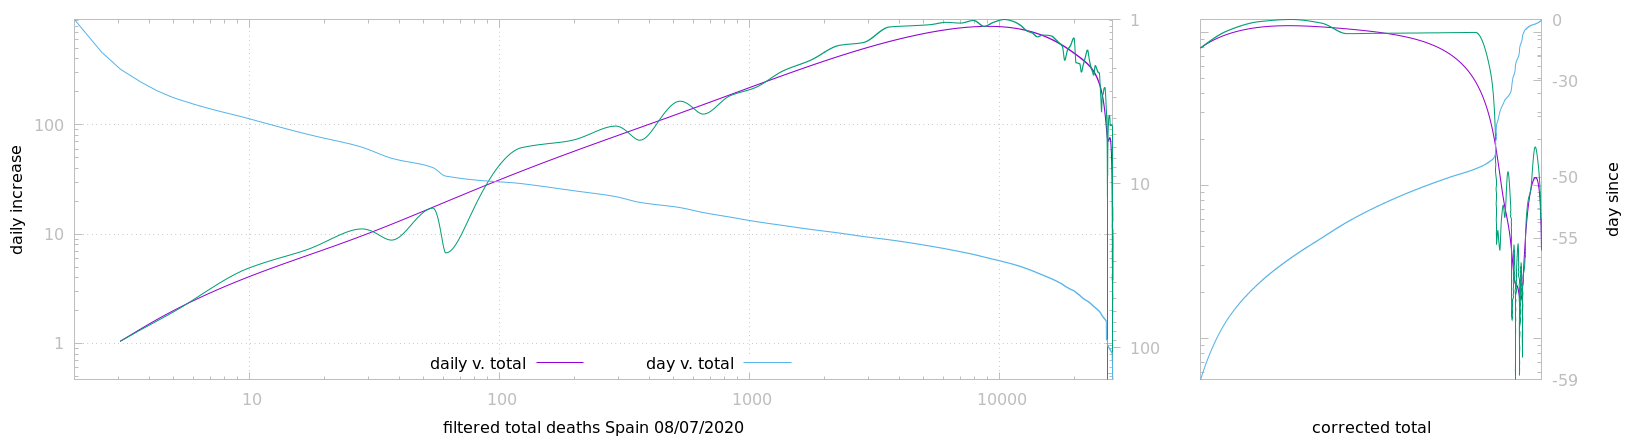 daily increase
100
10
1
daily v. total
day v. total
10
100
1000
10000
filtered total deaths Spain 08/07/2020
1
10
100
0
-30
-50
-55
-59
day since
corrected total